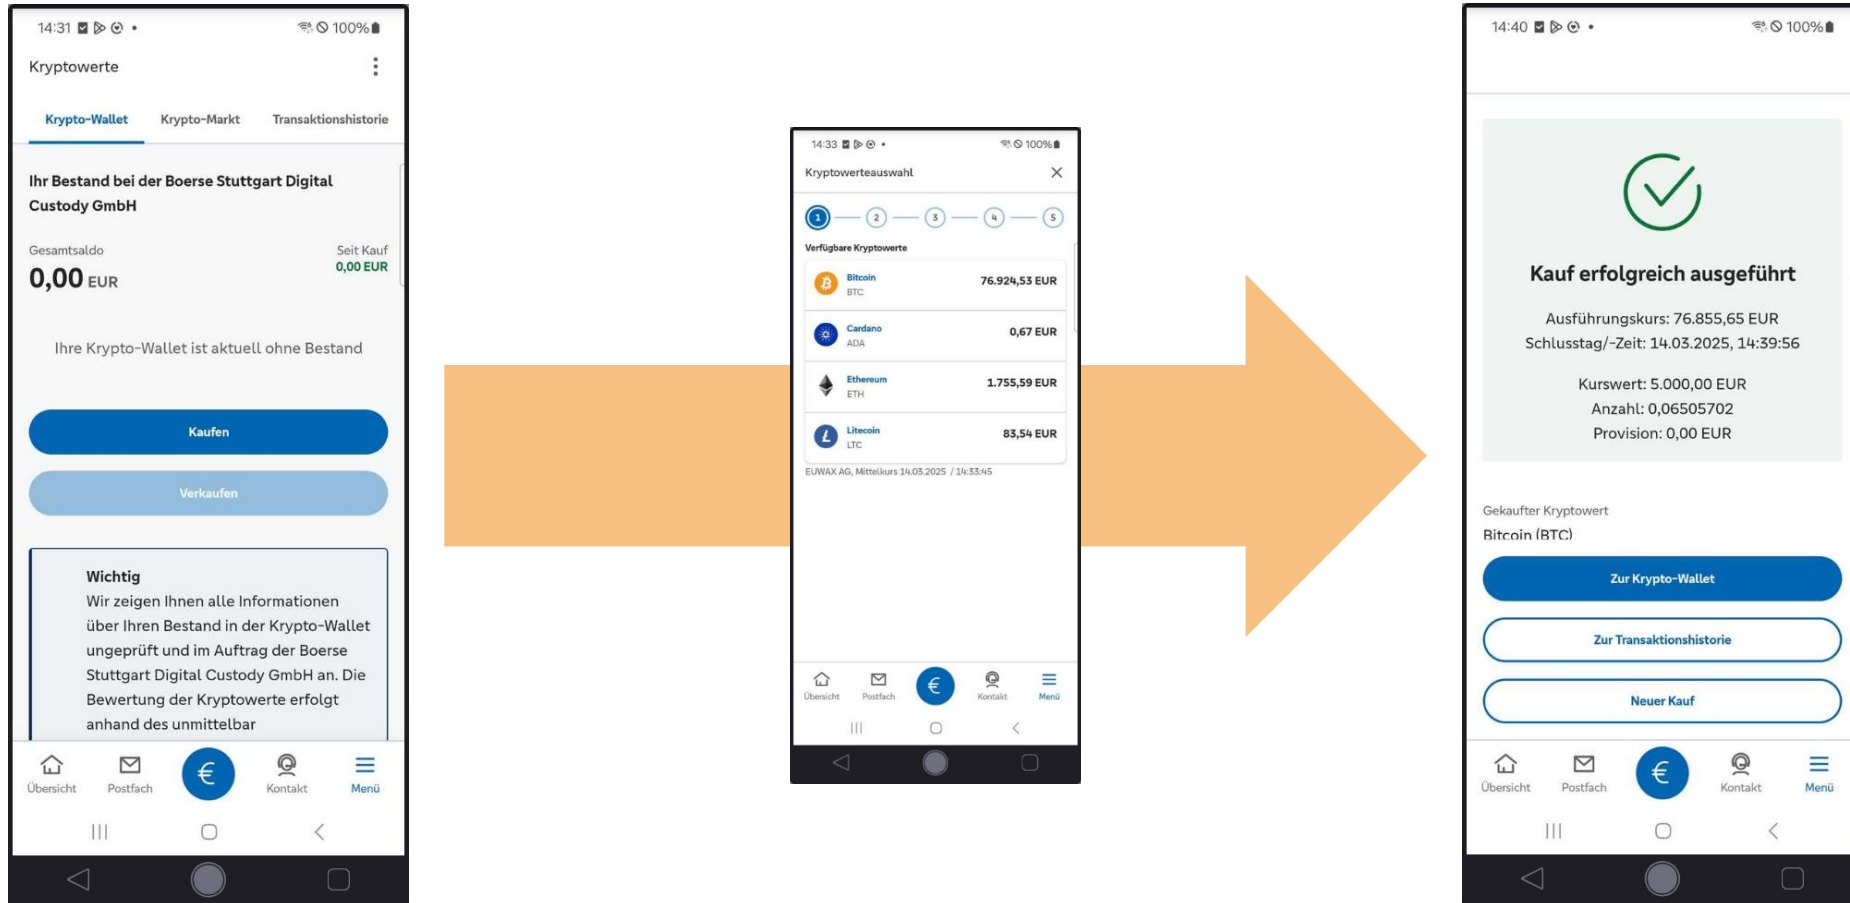 14:31
100%
Kryptowerte
Krypto-Wallet Krypto-Markt Transaktionshistorie
Ihr Bestand bei der Boerse Stuttgart Digital
Custody GmbH
Gesamtsaldo Seit Kauf
0,00 EUR 0,00 EUR
Ihre Krypto-Wallet ist aktuell ohne Bestand
Kaufen
Verkaufen
Wichtig
Wir zeigen Ihnen alle Informationen
über Ihren Bestand in der Krypto-Wallet
ungeprüft und im Auftrag der Boerse
Stuttgart Digital Custody GmbH an. Die
Bewertung der Kryptowerte erfolgt
anhand des unmittelbar
Übersicht Postfach € Kontakt Menü
14:33
100%
Kryptowerteauswahl
1 2 3 4 5
Verfügbare Kryptowerte
Bitcoin 76.924,53 EUR
BTC
Cardano 0,67 EUR
ADA
Ethereum 1.755,59 EUR
ETH
Litecoin 83,54 EUR
LTC
EUWAX AG, Mittelkurs 14.03.2025 / 14:33:45
Übersicht Postfach € Kontakt Menü
14:40
100%
Kauf erfolgreich ausgeführt
Ausführungskurs: 76.855,65 EUR
Schlusstag/-Zeit: 14.03.2025, 14:39:56
Kurswert: 5.000,00 EUR
Anzahl: 0,06505702
Provision: 0,00 EUR
Gekaufter Kryptowert
Bitcoin (BTC)
Zur Krypto-Wallet
Zur Transaktionshistorie
Neuer Kauf
Übersicht Postfach € Kontakt Menü